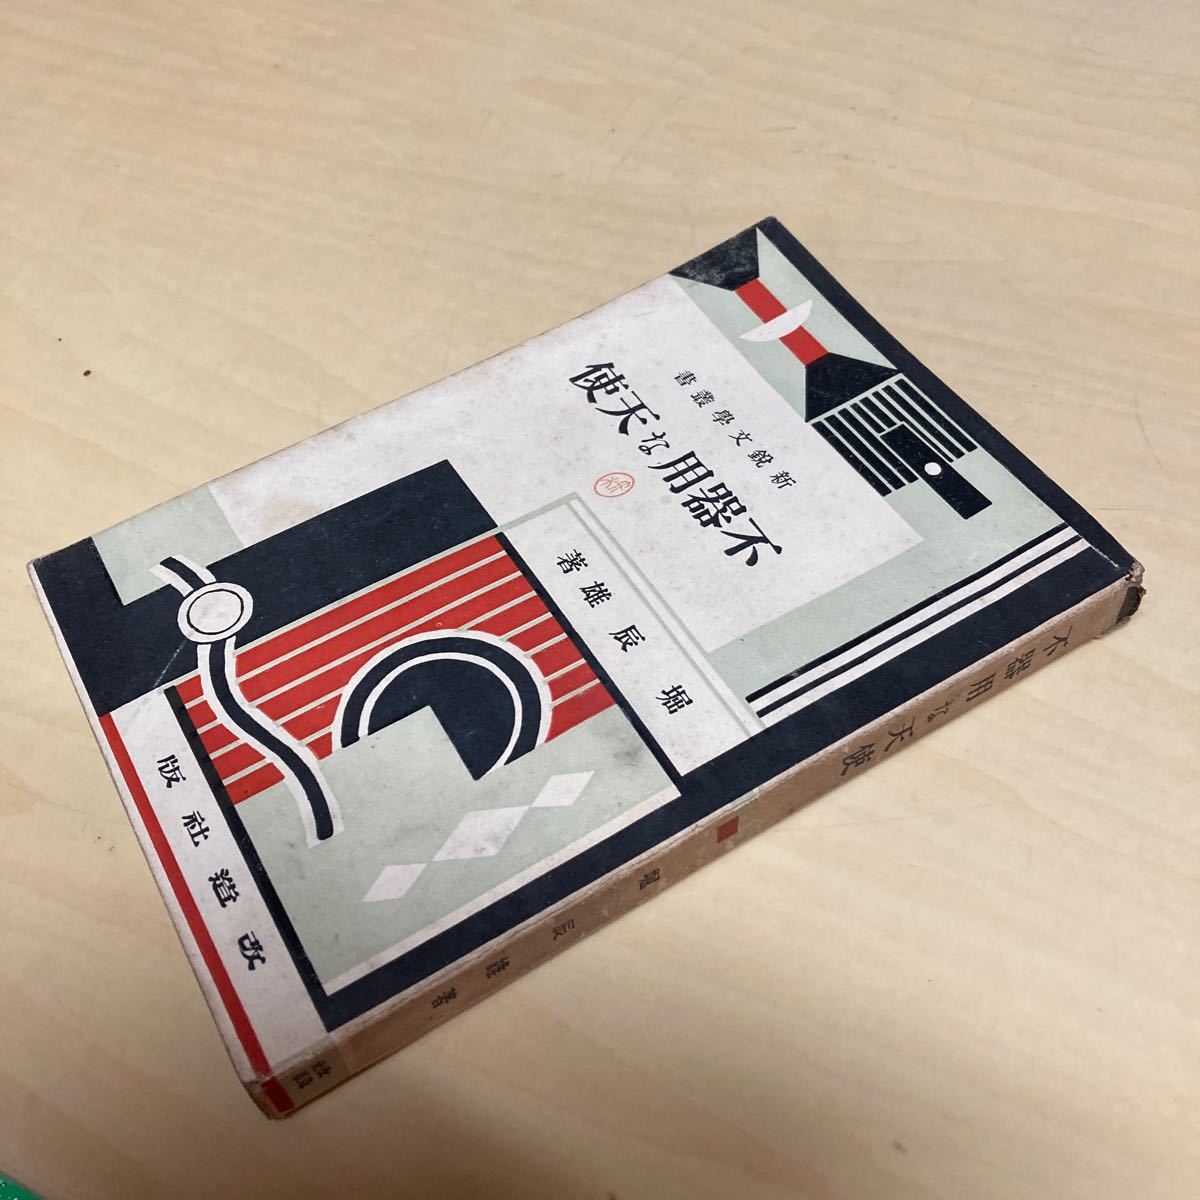 新鋭文學叢書
不器用な天使
堀辰雄著
改造社版
不器用な天使
堀辰雄著